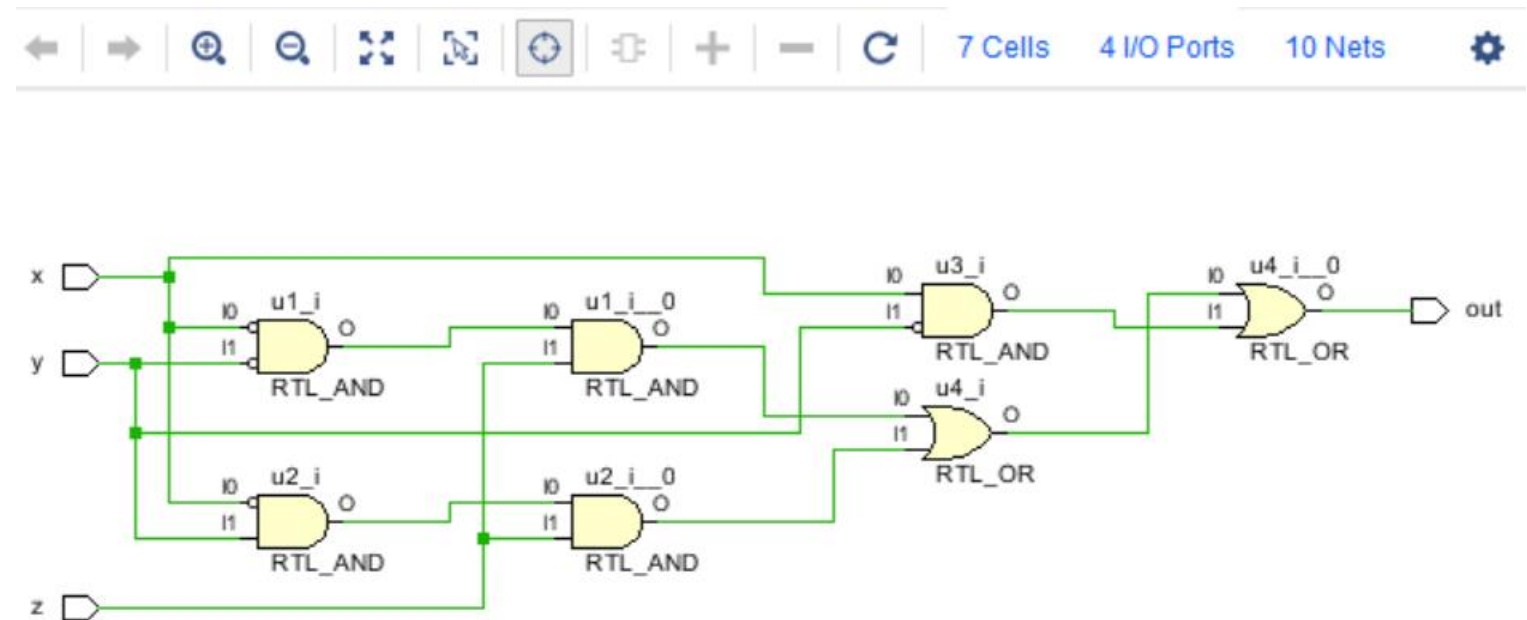 7 Cells 4 I/O Ports 10 Nets
x
y
z
I0 u1_i O
I1
RTL_AND
I0 u1_i__0 O
I1
RTL_AND
I0 u2_i O
I1
RTL_AND
I0 u2_i__0 O
I1
RTL_AND
I0 u3_i O
I1
RTL_AND
I0 u4_i O
I1
RTL_OR
I0 u4_i__0 O
I1
RTL_OR
out